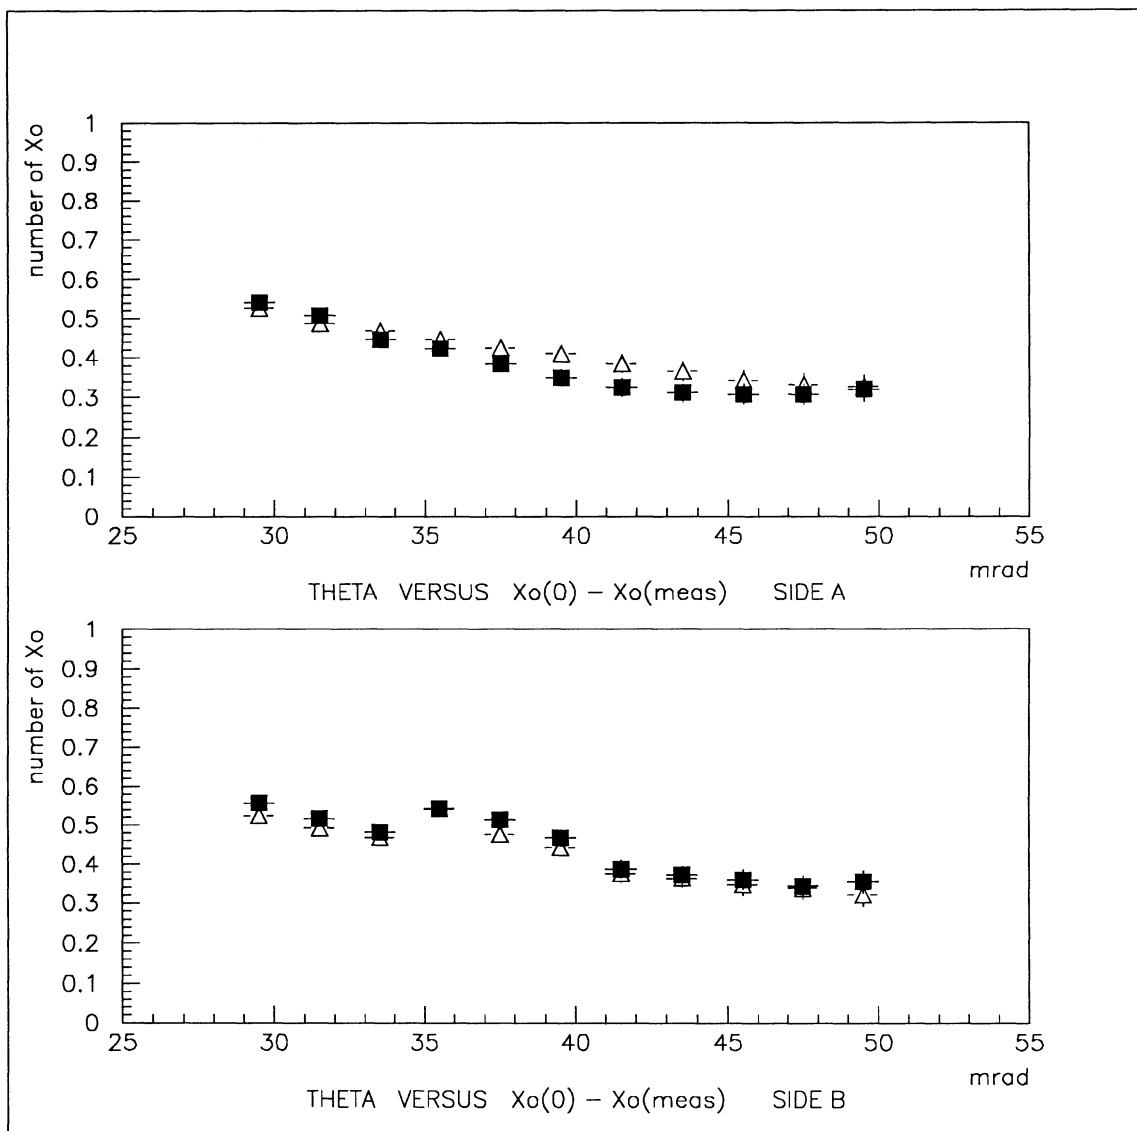 number of Xo
1
0.9
0.8
0.7
0.6
0.5
0.4
0.3
0.2
0.1
0
25 30 35 40 45 50 55
mrad
THETA VERSUS Xo(0) – Xo(meas) SIDE A
number of Xo
1
0.9
0.8
0.7
0.6
0.5
0.4
0.3
0.2
0.1
0
25 30 35 40 45 50 55
mrad
THETA VERSUS Xo(0) – Xo(meas) SIDE B